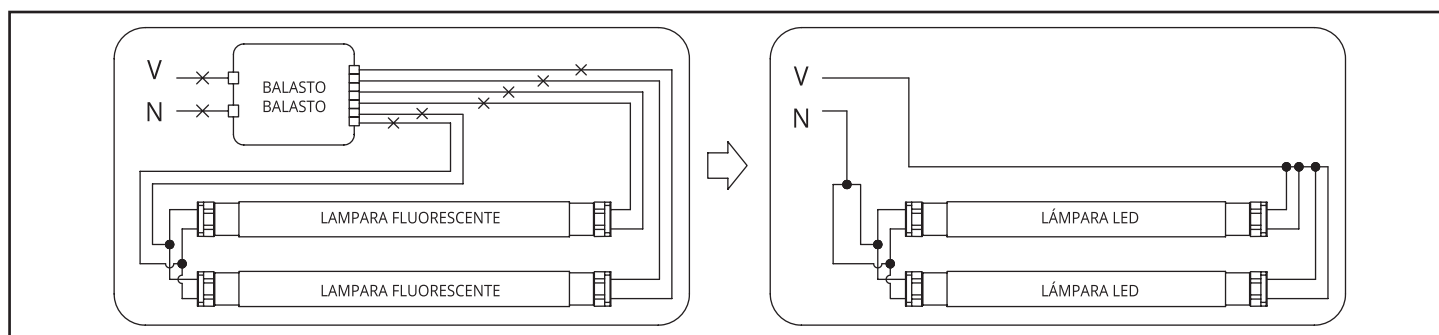 V
N
BALASTO
BALASTO
LAMPARA FLUORESCENTE
LAMPARA FLUORESCENTE
V
N
LÁMPARA LED
LÁMPARA LED